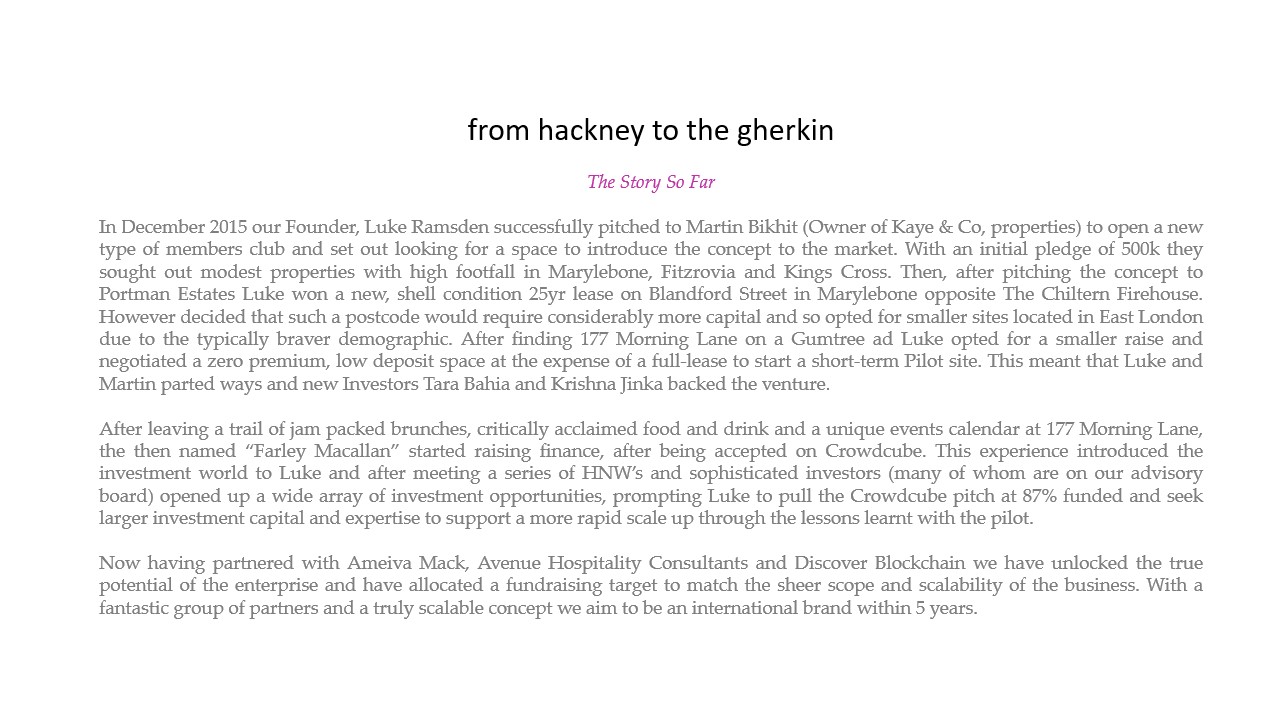 from hackney to the gherkin
The Story So Far
In December 2015 our Founder, Luke Ramsden successfully pitched to Martin Bikhit (Owner of Kaye & Co, properties) to open a new
type of members club and set out looking for a space to introduce the concept to the market. With an initial pledge of 500k they
sought out modest properties with high footfall in Marylebone, Fitzrovia and Kings Cross. Then, after pitching the concept to
Portman Estates Luke won a new, shell condition 25yr lease on Blandford Street in Marylebone opposite The Chiltern Firehouse.
However decided that such a postcode would require considerably more capital and so opted for smaller sites located in East London
due to the typically braver demographic. After finding 177 Morning Lane on a Gumtree ad Luke opted for a smaller raise and
negotiated a zero premium, low deposit space at the expense of a full-lease to start a short-term Pilot site. This meant that Luke and
Martin parted ways and new Investors Tara Bahia and Krishna Jinka backed the venture.
After leaving a trail of jam packed brunches, critically acclaimed food and drink and a unique events calendar at 177 Morning Lane,
the then named “Farley Macallan” started raising finance, after being accepted on Crowdcube. This experience introduced the
investment world to Luke and after meeting a series of HNW’s and sophisticated investors (many of whom are on our advisory
board) opened up a wide array of investment opportunities, prompting Luke to pull the Crowdcube pitch at 87% funded and seek
larger investment capital and expertise to support a more rapid scale up through the lessons learnt with the pilot.
Now having partnered with Ameiva Mack, Avenue Hospitality Consultants and Discover Blockchain we have unlocked the true
potential of the enterprise and have allocated a fundraising target to match the sheer scope and scalability of the business. With a
fantastic group of partners and a truly scalable concept we aim to be an international brand within 5 years.